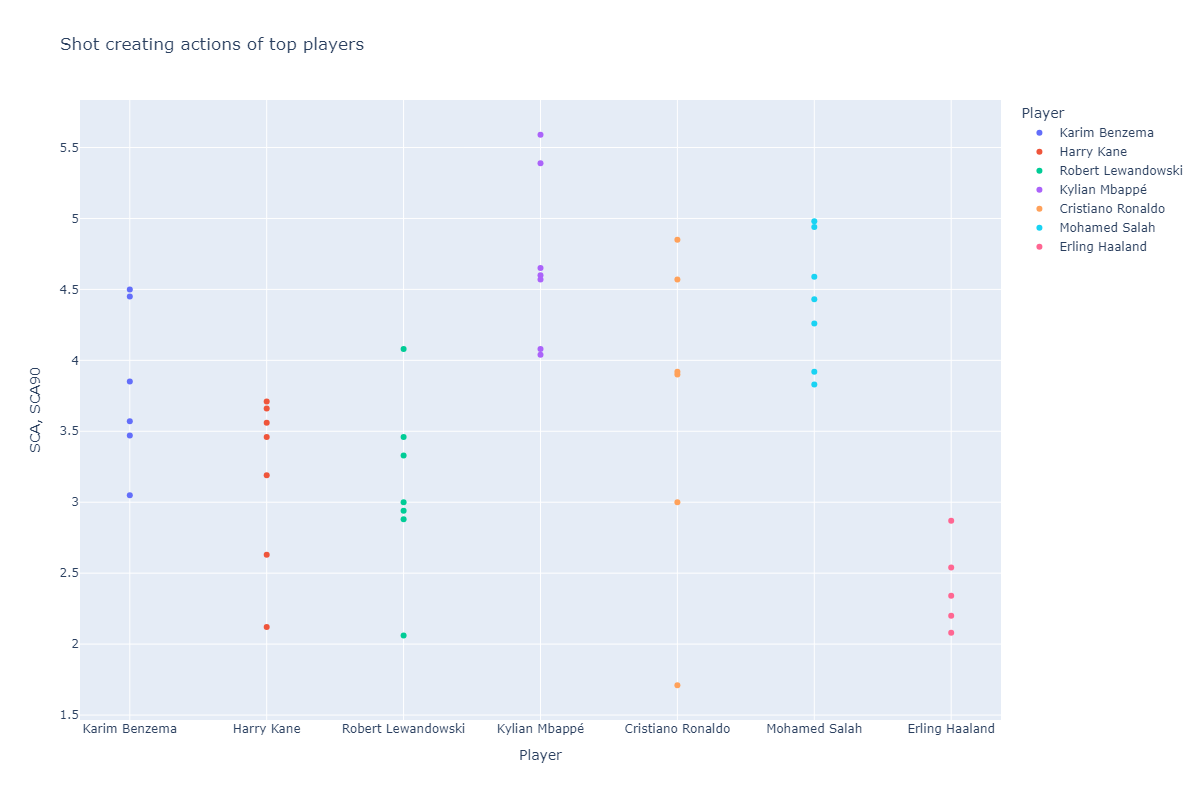 Shot creating actions of top players
Player
Karim Benzema
Harry Kane
Robert Lewandowski
Kylian Mbappé
Cristiano Ronaldo
Mohamed Salah
Erling Haaland
SCA, SCA90
5.5
5
4.5
4
3.5
3
2.5
2
1.5
Karim Benzema Harry Kane Robert Lewandowski Kylian Mbappé Cristiano Ronaldo Mohamed Salah Erling Haaland
Player